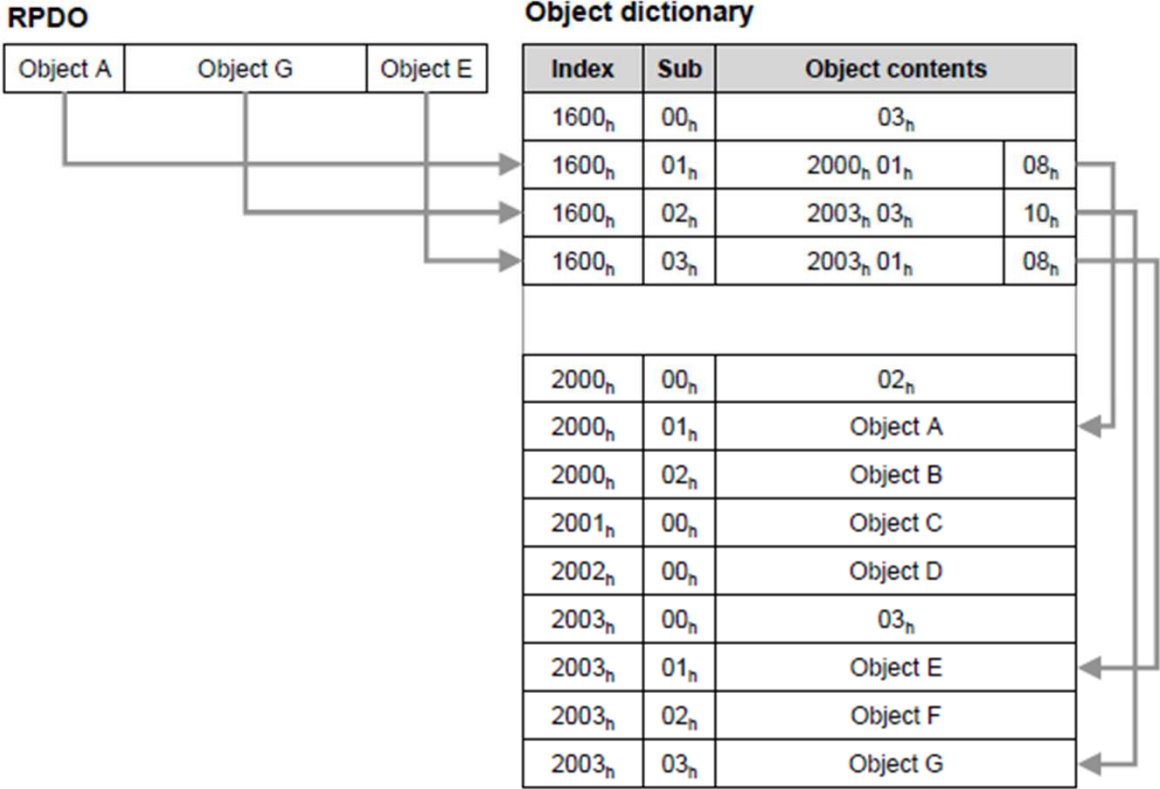 RPDO
Object A Object G Object E
Object dictionary
Index Sub Object contents
1600h 00h 03h
1600h 01h 2000h 01h 08h
1600h 02h 2003h 03h 10h
1600h 03h 2003h 01h 08h
2000h 00h 02h
2000h 01h Object A
2000h 02h Object B
2001h 00h Object C
2002h 00h Object D
2003h 00h 03h
2003h 01h Object E
2003h 02h Object F
2003h 03h Object G